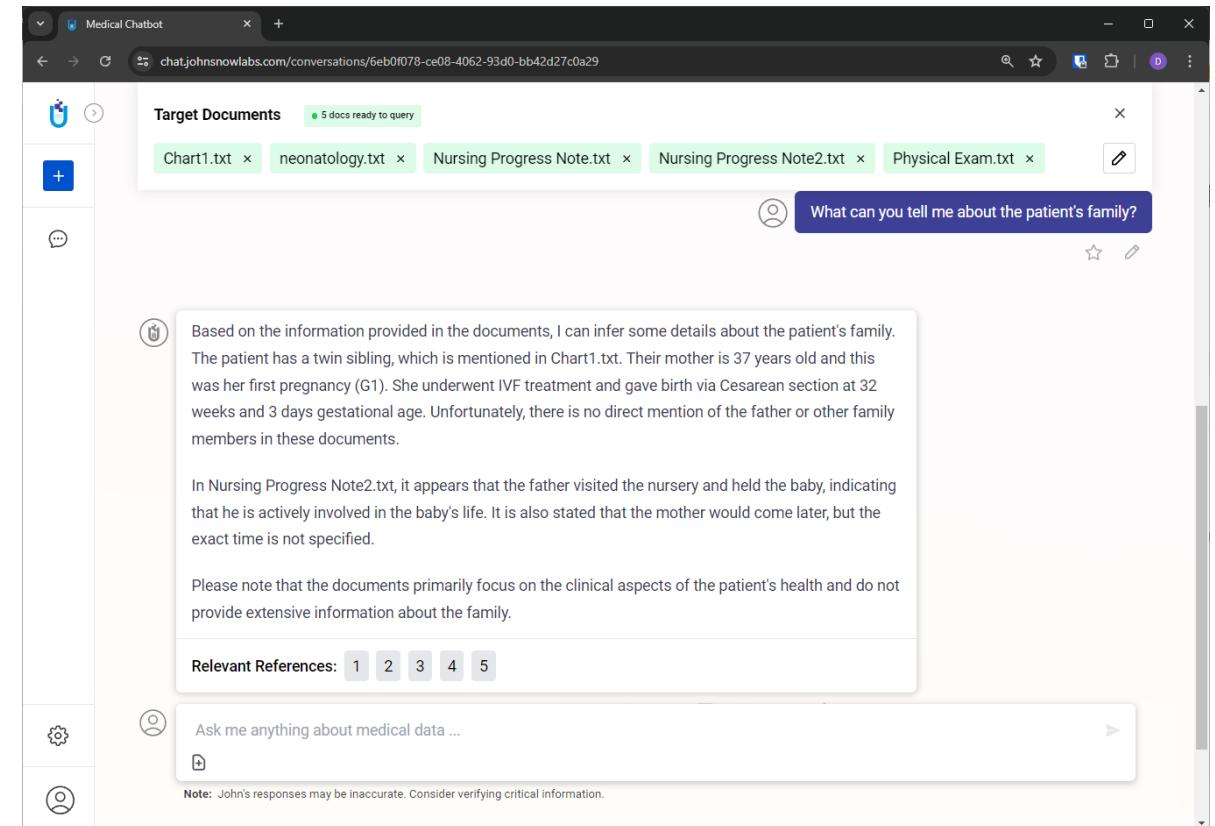 Medical Chatbot
chat.johnsnowlabs.com/conversations/6eb0f078-ce08-4062-93d0-bb42d27c0a29
D
Target Documents
5 docs ready to query
Chart1.txt ×
neonatology.txt ×
Nursing Progress Note.txt ×
Nursing Progress Note2.txt ×
Physical Exam.txt ×
What can you tell me about the patient's family?
Based on the information provided in the documents, I can infer some details about the patient's family.
The patient has a twin sibling, which is mentioned in Chart1.txt. Their mother is 37 years old and this
was her first pregnancy (G1). She underwent IVF treatment and gave birth via Cesarean section at 32
weeks and 3 days gestational age. Unfortunately, there is no direct mention of the father or other family
members in these documents.
In Nursing Progress Note2.txt, it appears that the father visited the nursery and held the baby, indicating
that he is actively involved in the baby's life. It is also stated that the mother would come later, but the
exact time is not specified.
Please note that the documents primarily focus on the clinical aspects of the patient's health and do not
provide extensive information about the family.
Relevant References: 1 2 3 4 5
Ask me anything about medical data ...
Note: John's responses may be inaccurate. Consider verifying critical information.